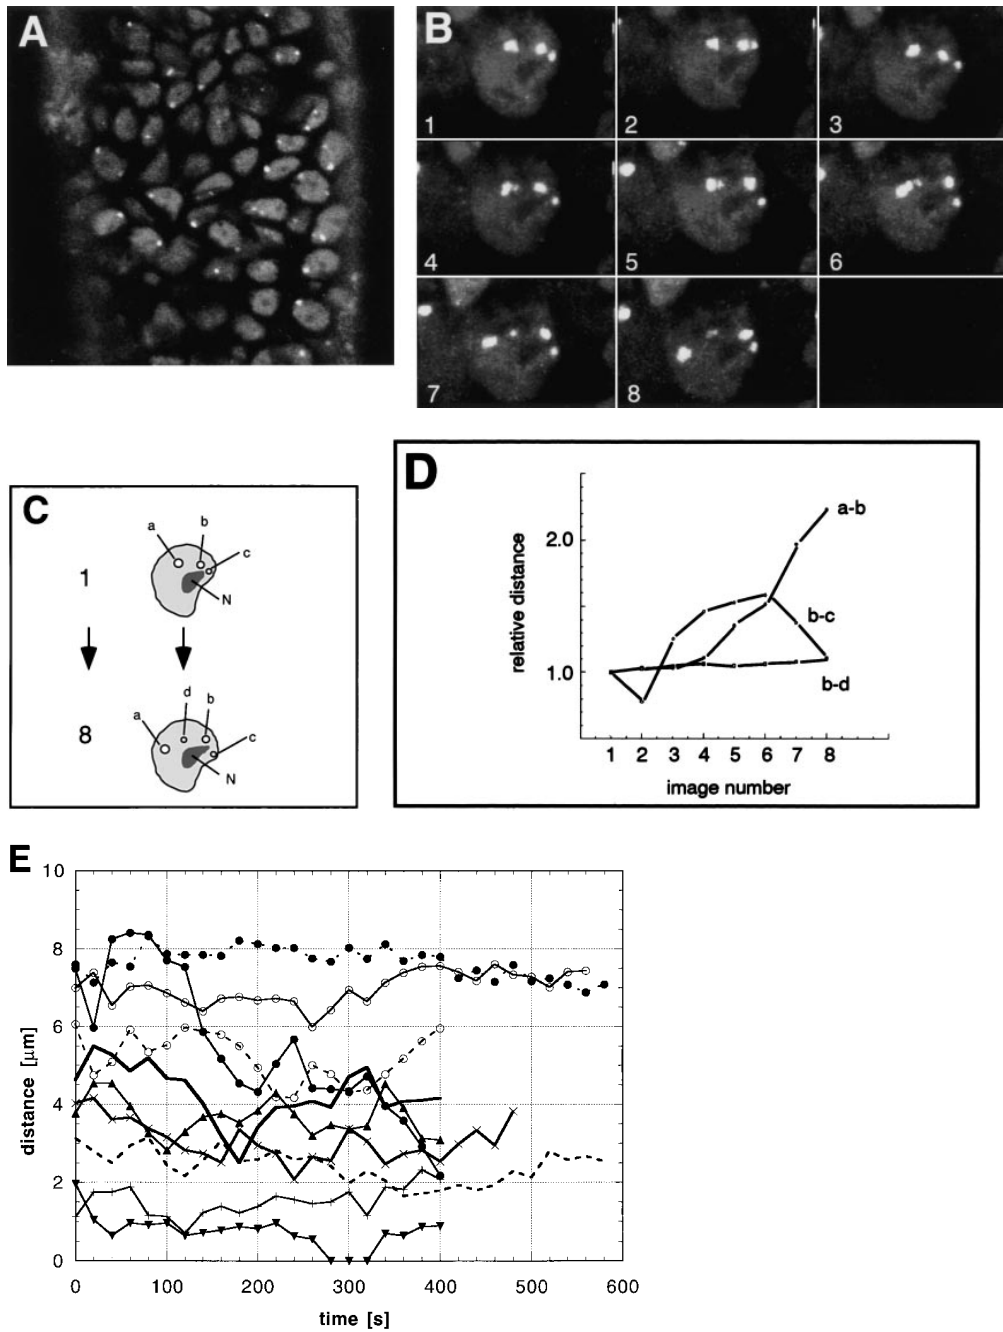 A
B
1
2
3
4
5
6
7
8
C
a
b
c
1
N
d
a
b
8
c
N
D
relative distance
2.0
1.0
a-b
b-c
b-d
1 2 3 4 5 6 7 8
image number
E
distance [µm]
10
8
6
4
2
0
0 100 200 300 400 500 600
time [s]